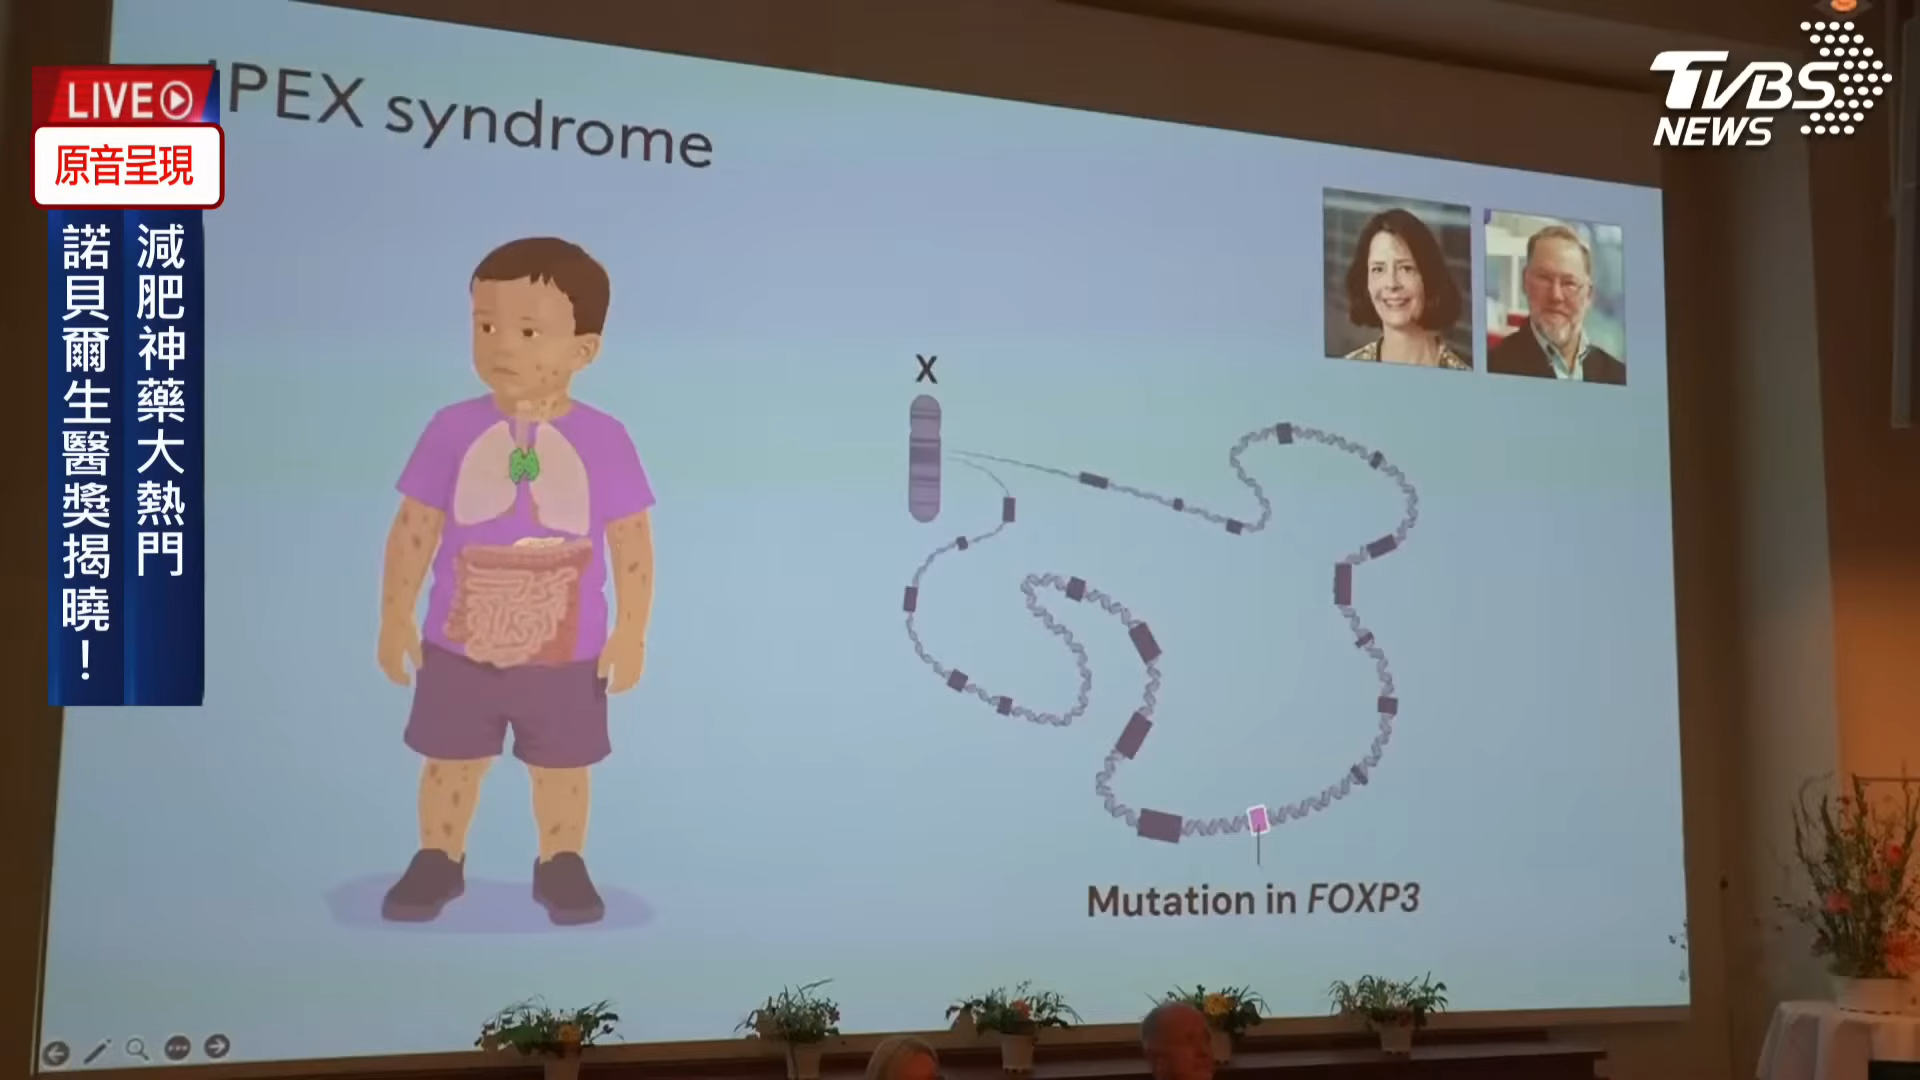 LIVE
原音呈現
減肥神藥大熱門
諾貝爾生醫獎揭曉！
IPEX syndrome
TVBS
NEWS
X
Mutation in FOXP3